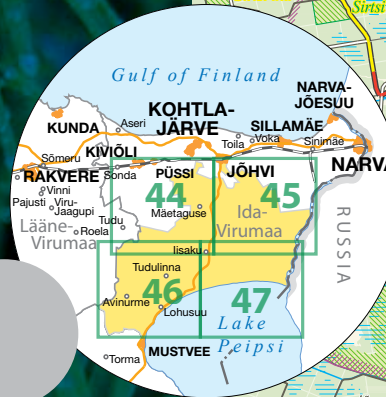 Sirtsi
Gulf of Finland
NARVA-
JÕESUU
KUNDA
Aseri
KOHTLA-
JÄRVE
Toila
Voka
SILLAMÄE
Sinimäe
NARVA
Sõmeru
KIVIÕLI
RAKVERE
Sonda
PÜSSI
JÕHVI
Vinni
Pajusti
Viru-
Jaagupi
44
45
Mäetaguse
Ida-
Virumaa
Lääne-
Virumaa
Tudu
Roela
RUSSIA
Iisaku
Tudulinna
46
47
Avinurme
Lohusuu
Lake
Peipsi
Torma
MUSTVEE